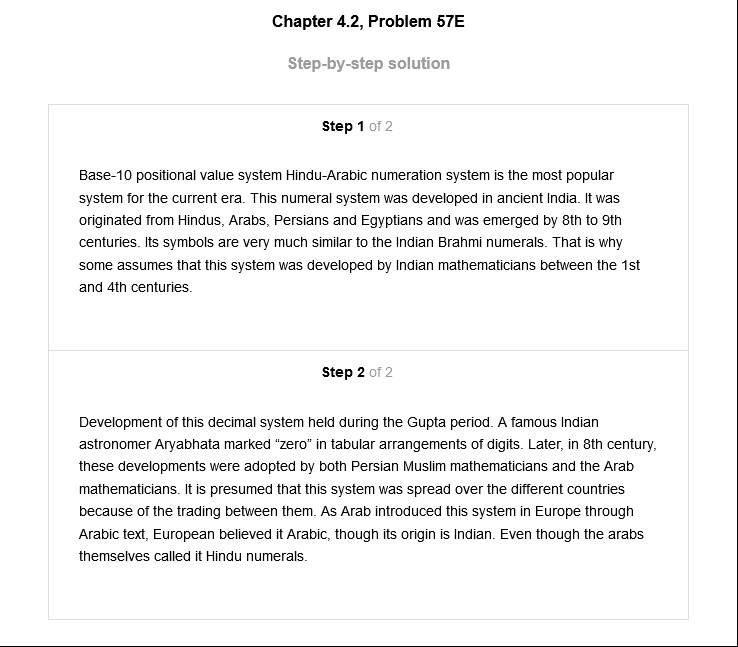 Chapter 4.2, Problem 57E
Step-by-step solution
Step 1 of 2
Base-10 positional value system Hindu-Arabic numeration system is the most popular
system for the current era. This numeral system was developed in ancient India. It was
originated from Hindus, Arabs, Persians and Egyptians and was emerged by 8th to 9th
centuries. Its symbols are very much similar to the Indian Brahmi numerals. That is why
some assumes that this system was developed by Indian mathematicians between the 1st
and 4th centuries.
Step 2 of 2
Development of this decimal system held during the Gupta period. A famous Indian
astronomer Aryabhata marked “zero” in tabular arrangements of digits. Later, in 8th century,
these developments were adopted by both Persian Muslim mathematicians and the Arab
mathematicians. It is presumed that this system was spread over the different countries
because of the trading between them. As Arab introduced this system in Europe through
Arabic text, European believed it Arabic, though its origin is Indian. Even though the arabs
themselves called it Hindu numerals.